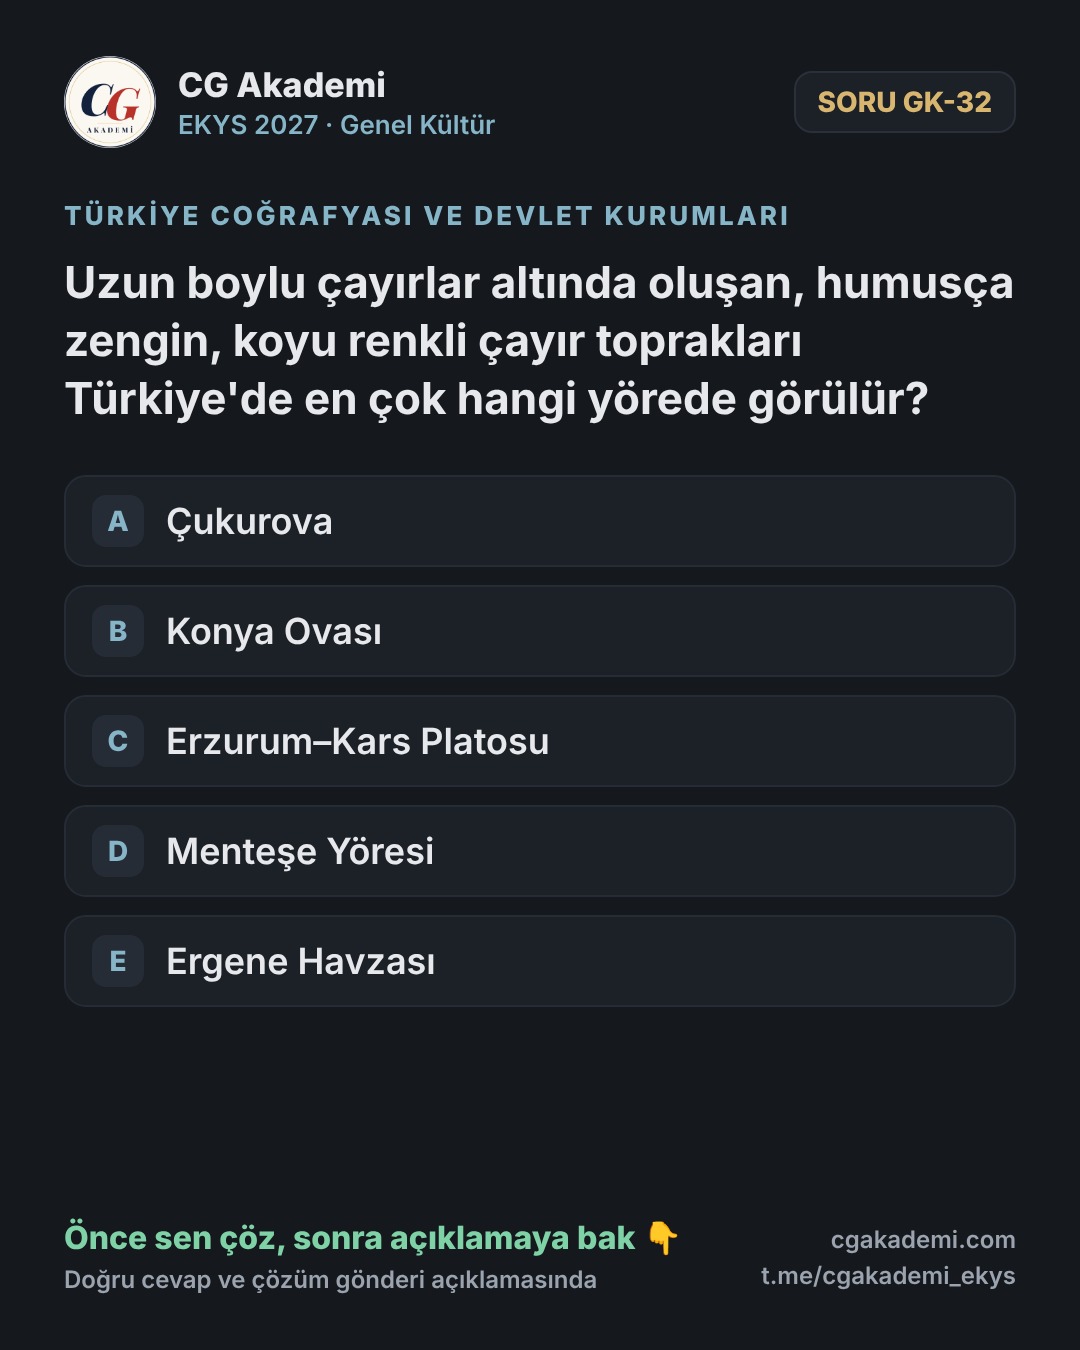 CG
AKADEMİ
CG Akademi
EKYS 2027 · Genel Kültür
SORU GK-32
TÜRKİYE COĞRAFYASI VE DEVLET KURUMLARI
Uzun boylu çayırlar altında oluşan, humusça
zengin, koyu renkli çayır toprakları
Türkiye'de en çok hangi yörede görülür?
A Çukurova
B Konya Ovası
C Erzurum–Kars Platosu
D Menteşe Yöresi
E Ergene Havzası
Önce sen çöz, sonra açıklamaya bak 👇
Doğru cevap ve çözüm gönderi açıklamasında
cgakademi.com
t.me/cgakademi_ekys